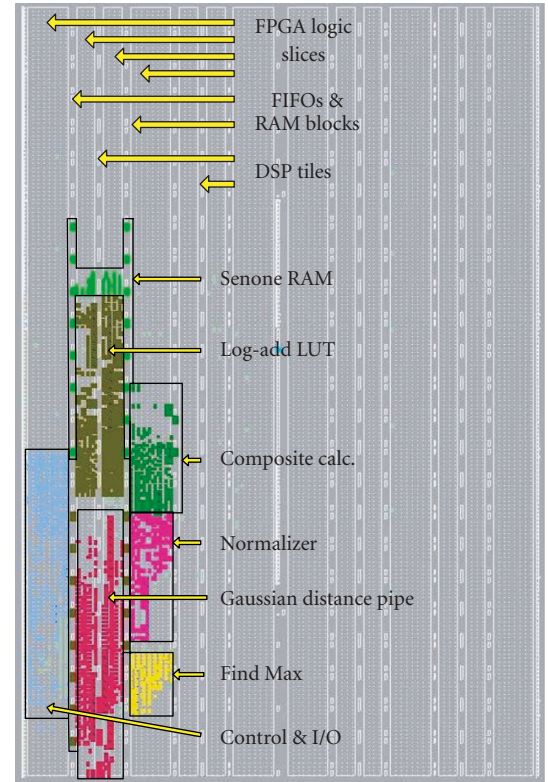 FPGA logic
slices
FIFOs &
RAM blocks
DSP tiles
Senone RAM
Log-add LUT
Composite calc.
Normalizer
Gaussian distance pipe
Find Max
Control & I/O